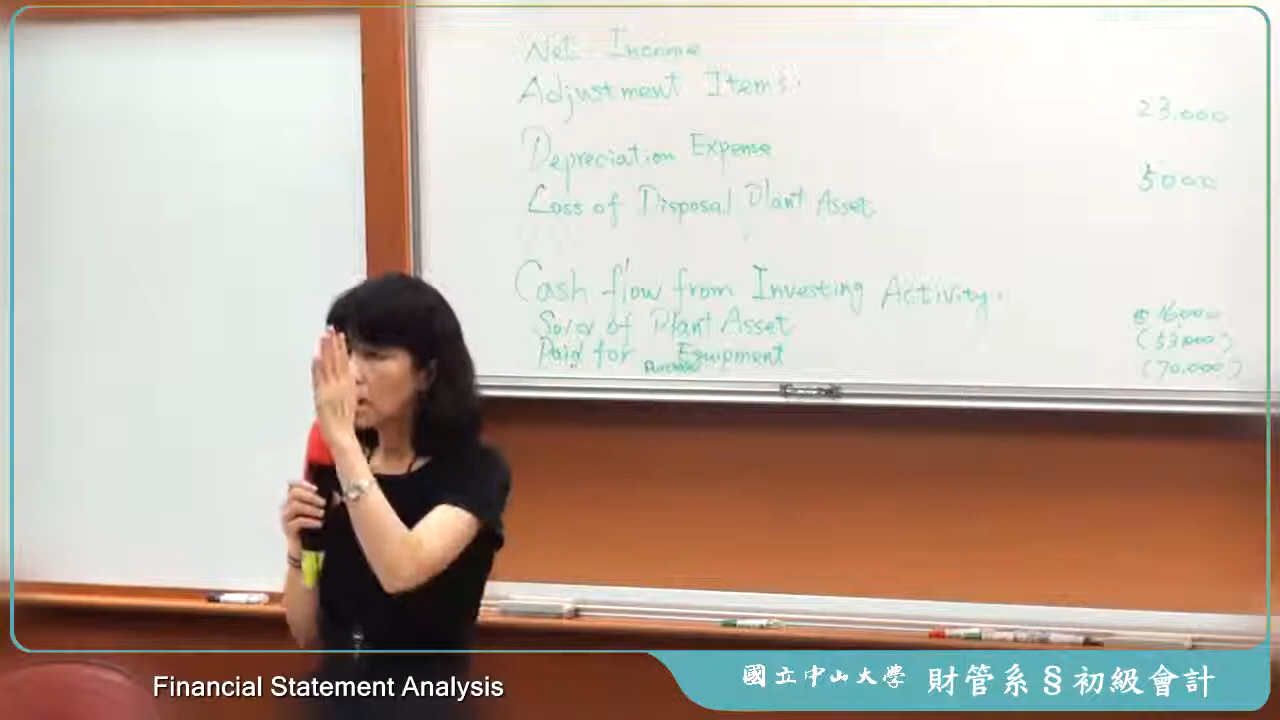 Net Income
Adjustment Items:
23,000
Depreciation Expense
5000
Loss of Disposal Plant Asset
Cash flow from Investing Activity.
of Plant Asset 16000
(53,000)
Paid for Purchase Equipment (70,000)
Financial Statement Analysis
國立中山大學 財管系§初級會計